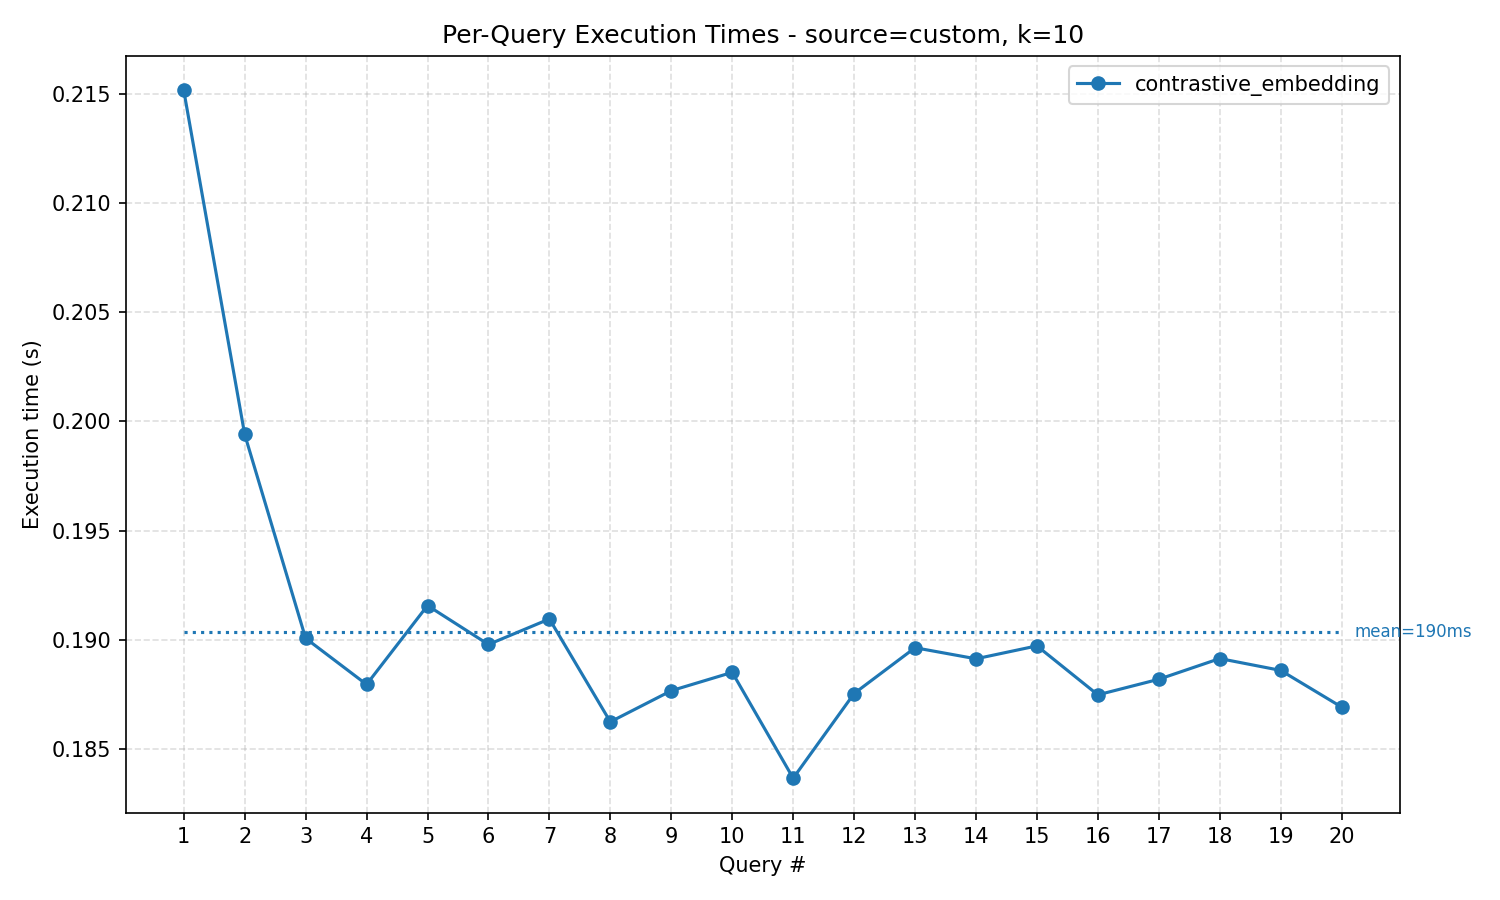 Per-Query Execution Times - source=custom, k=10
contrastive_embedding
0.215
0.210
0.205
0.200
0.195
0.190
0.185
Execution time (s)
mean=190ms
1 2 3 4 5 6 7 8 9 10 11 12 13 14 15 16 17 18 19 20
Query #